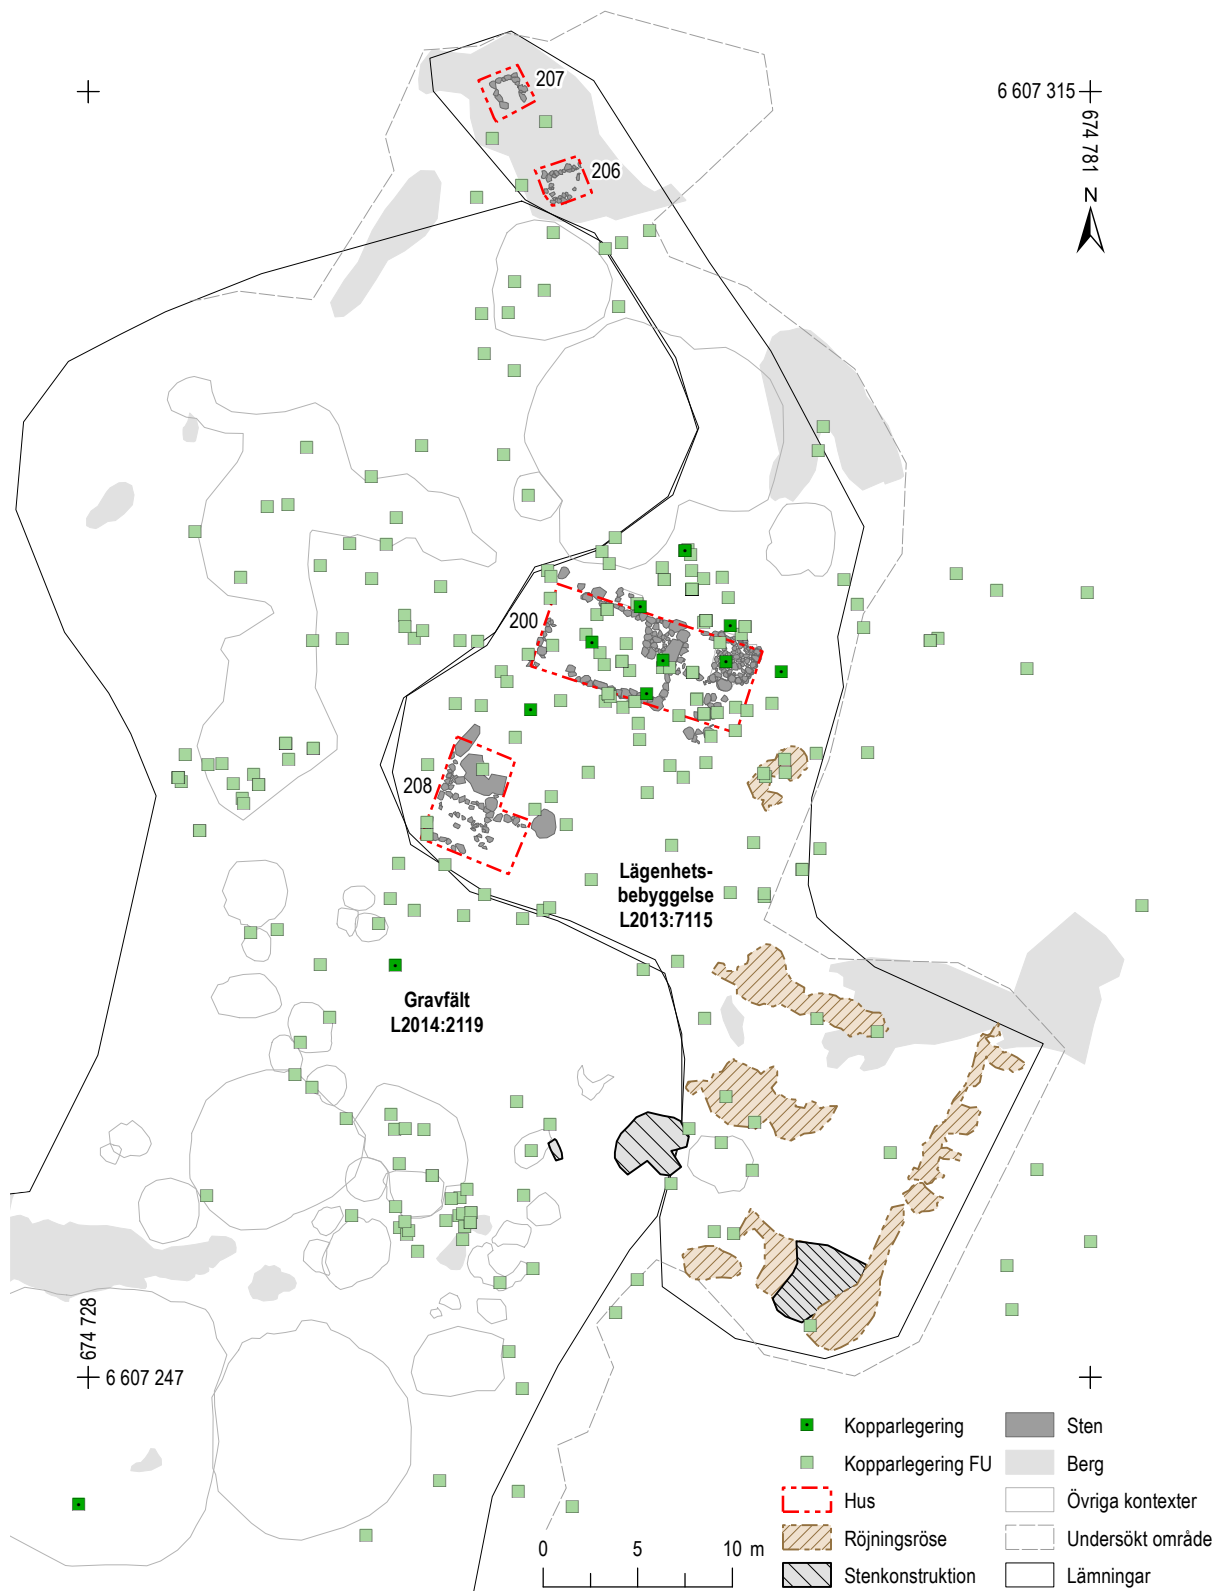 207
6 607 315
674 781
206
N
200
208
Lägenhets-
bebyggelse
L2013:7115
Gravfält
L2014:2119
674 728
6 607 247
Kopparlegering
Kopparlegering FU
Hus
Röjningsröse
Stenkonstruktion
Sten
Berg
Övriga kontexter
Undersökt område
Lämningar
0 5 10 m